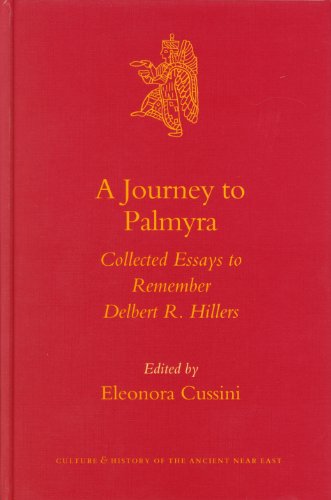 A Journey to
Palmyra
Collected Essays to
Remember
Delbert R. Hillers
Edited by
Eleonora Cussini
CULTURE & HISTORY OF THE ANCIENT NEAR EAST